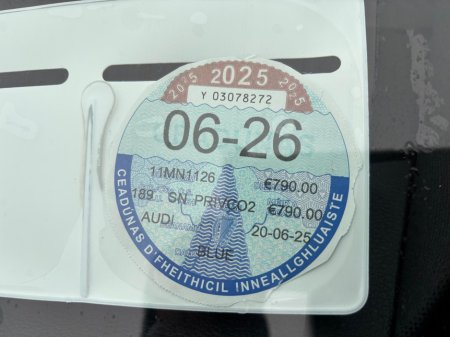 2025 2025 2025
Y 03078272
06-26
11MN1126 €790.00
189 SN PRIVCO2 €790.00
AUDI 20-06-25
BLUE
CEADÚNAS D'FHEITHICIL INNEALLGHLUAISTE